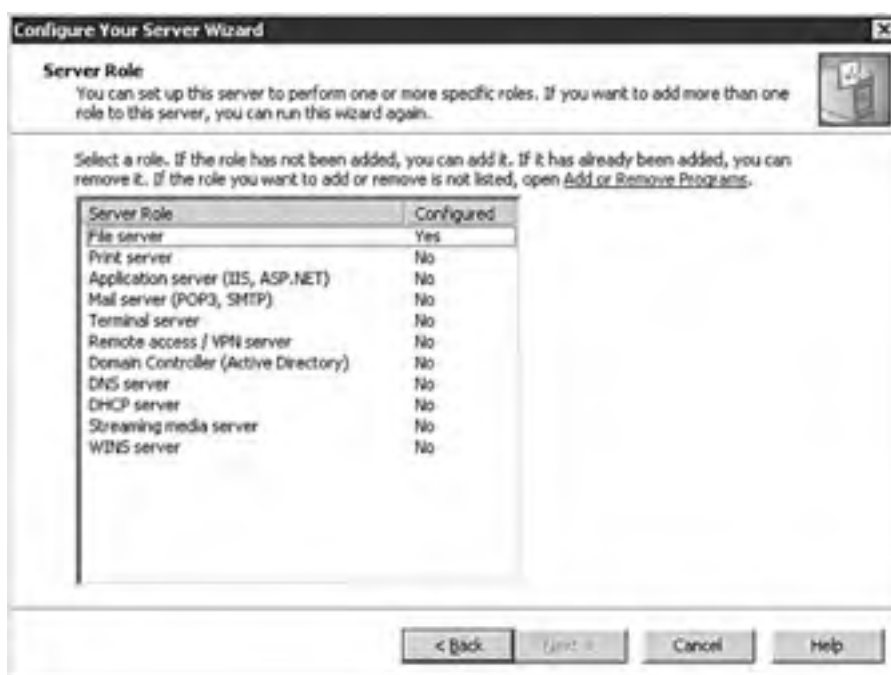 Configure Your Server Wizard
Server Role
You can set up this server to perform one or more specific roles. If you want to add more than one
role to this server, you can run this wizard again.
Select a role. If the role has not been added, you can add it. If it has already been added, you can
remove it. If the role you want to add or remove is not listed, open Add or Remove Programs.
Server Role Configured
File server Yes
Print server No
Application server (IIS, ASP.NET) No
Mail server (POP3, SMTP) No
Terminal server No
Remote access / VPN server No
Domain Controller (Active Directory) No
DNS server No
DHCP server No
Streaming media server No
WINS server No
< Back Next > Cancel Help